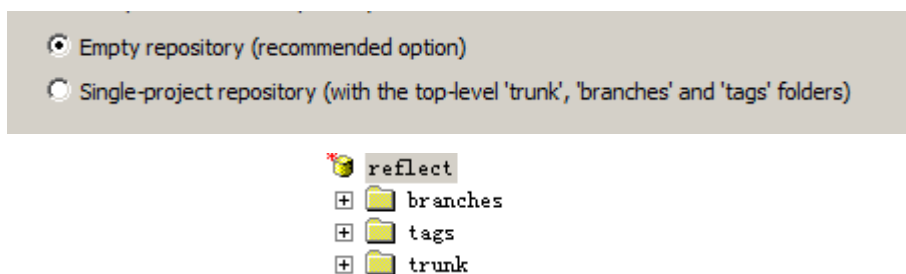 Empty repository (recommended option)
Single-project repository (with the top-level 'trunk', 'branches' and 'tags' folders)
reflect
branches
tags
trunk